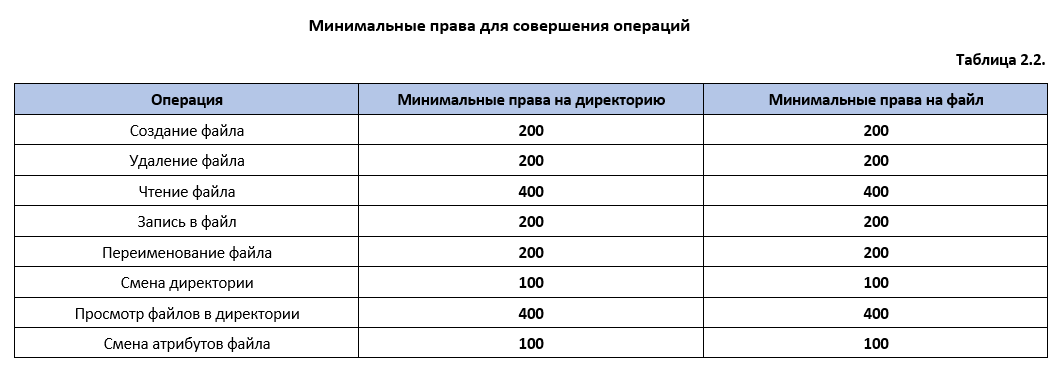 Минимальные права для совершения операций
Таблица 2.2.
Операция Минимальные права на директорию Минимальные права на файл
Создание файла 200 200
Удаление файла 200 200
Чтение файла 400 400
Запись в файл 200 200
Переименование файла 200 200
Смена директории 100 100
Просмотр файлов в директории 400 400
Смена атрибутов файла 100 100